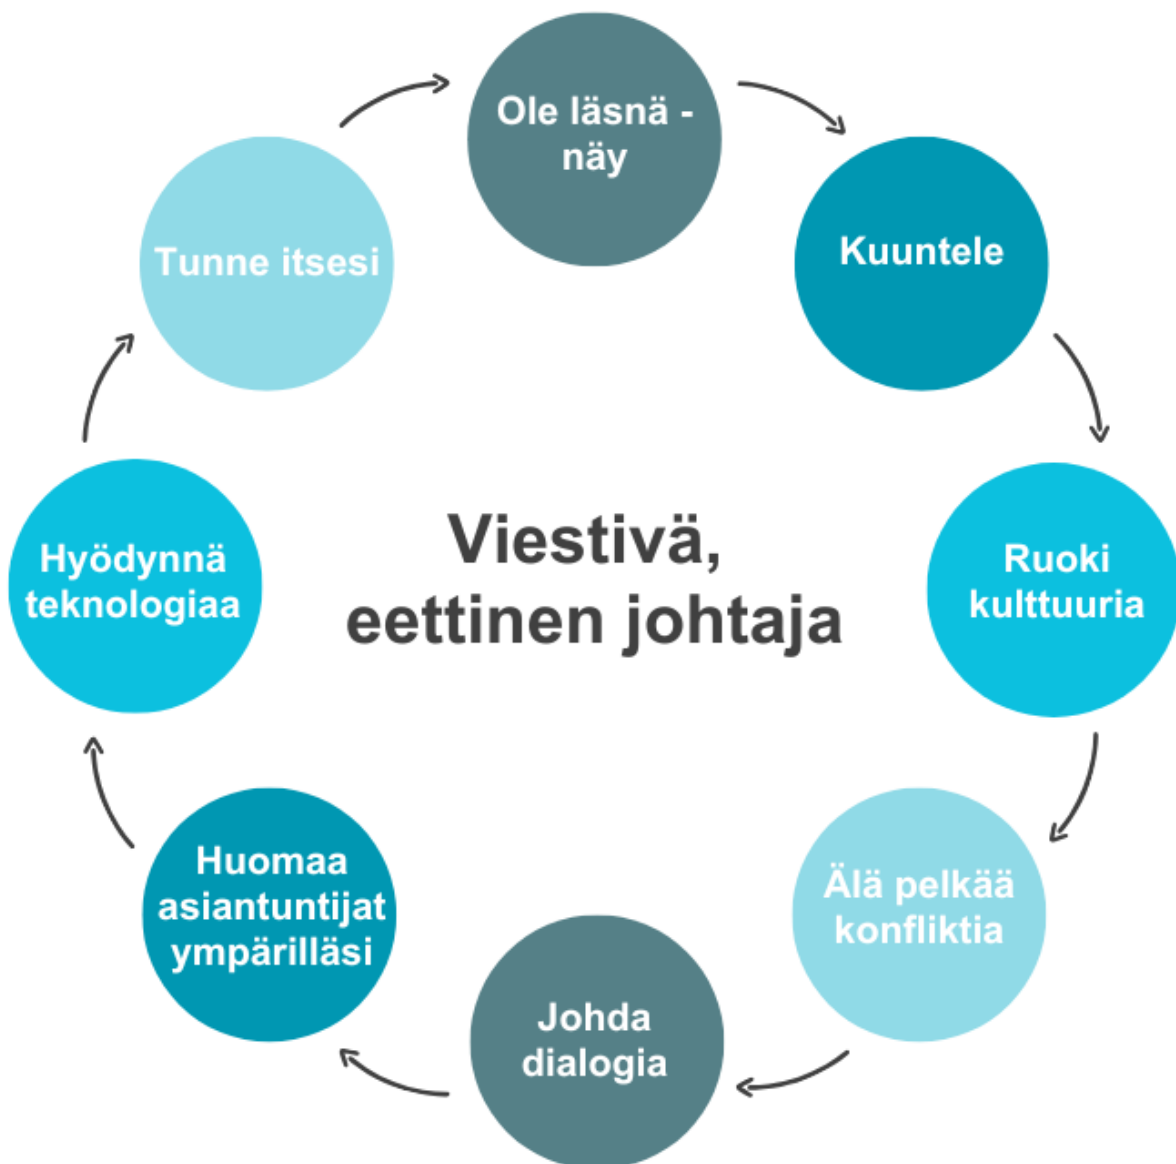 Ole läsnä -
näy
Kuuntele
Ruoki
kulttuuria
Älä pelkää
konfliktia
Johda
dialogia
Huomaa
asiantuntijat
ympärilläsi
Hyödynnä
teknologiaa
Tunne itsesi
Viestivä,
eettinen johtaja